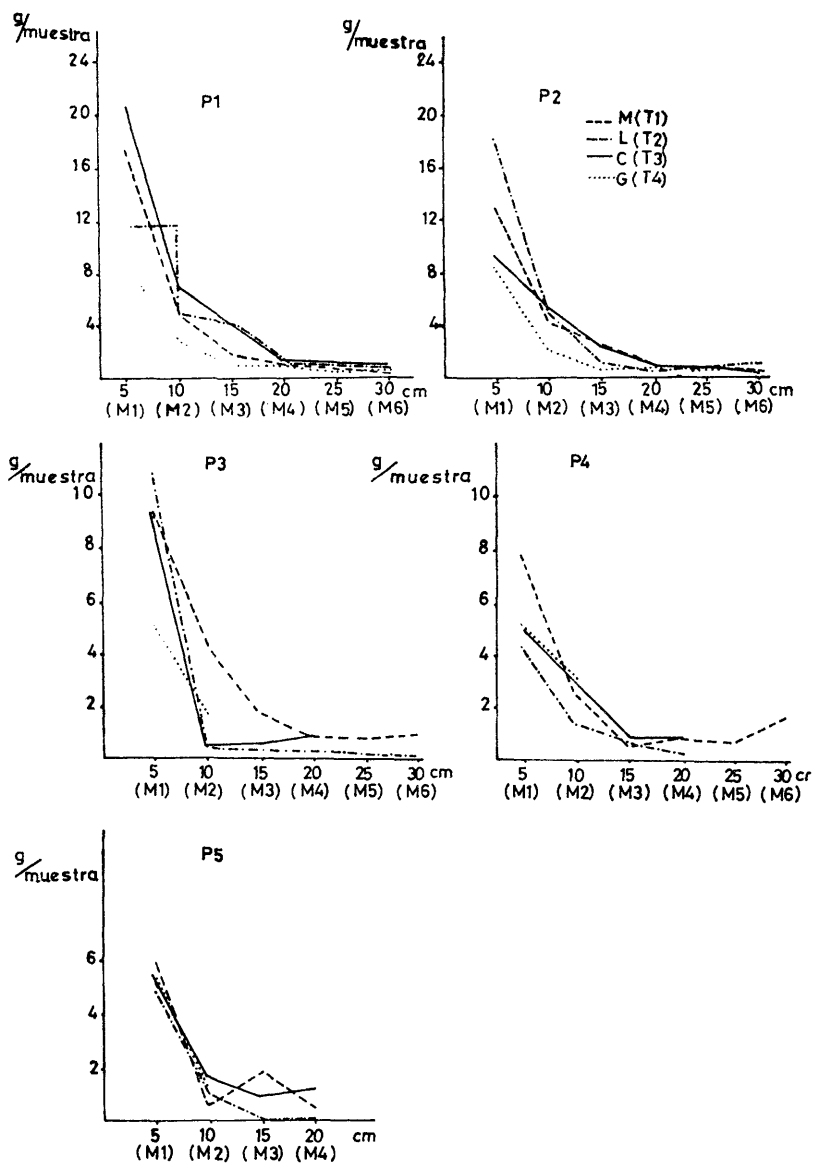 g/muestra
P1
24
20
16
12
8
4
5 10 15 20 25 30 cm
(M1) (M2) (M3) (M4) (M5) (M6)
g/muestra
P2
24
20
16
12
8
4
M(T1)
L(T2)
C(T3)
G(T4)
5 10 15 20 25 30 cm
(M1) (M2) (M3) (M4) (M5) (M6)
g/muestra
P3
10
8
6
4
2
5 10 15 20 25 30 cm
(M1) (M2) (M3) (M4) (M5) (M6)
g/muestra
P4
10
8
6
4
2
5 10 15 20 25 30 cr
(M1) (M2) (M3) (M4) (M5) (M6)
g/muestra
P5
6
4
2
5 10 15 20 cm
(M1) (M2) (M3) (M4)